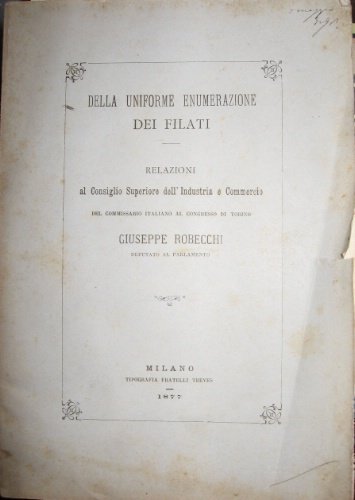 DELLA UNIFORME ENUMERAZIONE
DEI FILATI
RELAZIONI
al Consiglio Superiore dell'Industria e Commercio
DEL COMMISSARIO ITALIANO AL CONGRESSO DI TORINO
GIUSEPPE ROBECCHI
DEPUTATO AL PARLAMENTO
MILANO
TIPOGRAFIA FRATELLI TREVES
1877